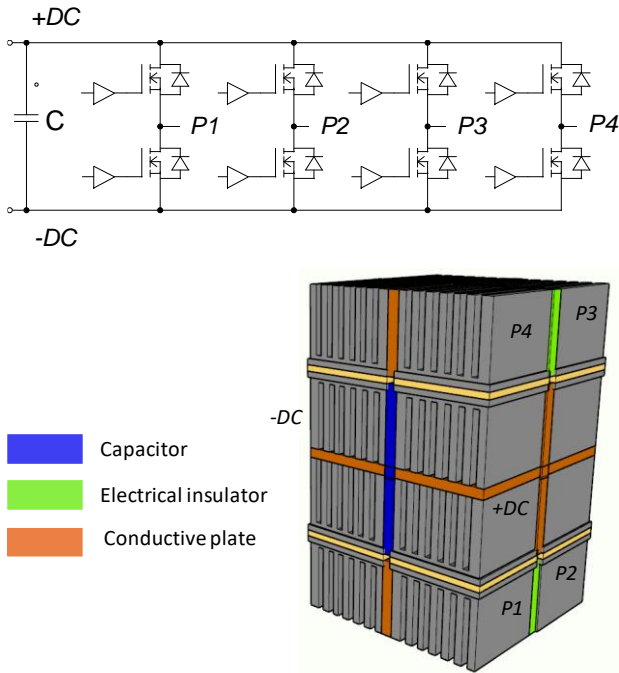 +DC
C
P1
P2
P3
P4
-DC
P4
P3
-DC
Capacitor
Electrical insulator
+DC
Conductive plate
P2
P1